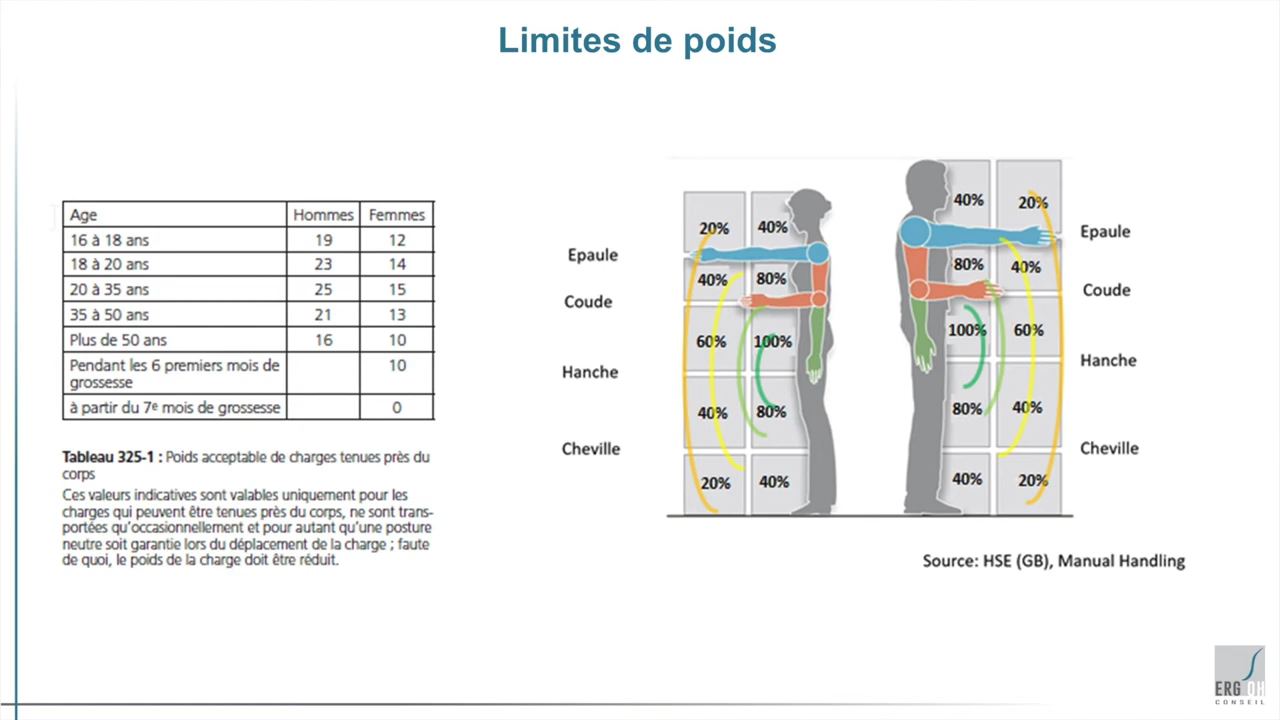 Limites de poids
Age Hommes Femmes
16 à 18 ans 19 12
18 à 20 ans 23 14
20 à 35 ans 25 15
35 à 50 ans 21 13
Plus de 50 ans 16 10
Pendant les 6 premiers mois de
grossesse 10
à partir du 7e mois de grossesse 0
Tableau 325-1 : Poids acceptable de charges tenues près du
corps
Ces valeurs indicatives sont valables uniquement pour les
charges qui peuvent être tenues près du corps, ne sont trans-
portées qu'occasionnellement et pour autant qu'une posture
neutre soit garantie lors du déplacement de la charge ; faute
de quoi, le poids de la charge doit être réduit.
Epaule
Coude
Hanche
Cheville
20% 40%
40% 80%
60% 100%
40% 80%
20% 40%
40% 20%
80% 40%
100% 60%
80% 40%
40% 20%
Epaule
Coude
Hanche
Cheville
Source: HSE (GB), Manual Handling
ERG OH
CONSEIL